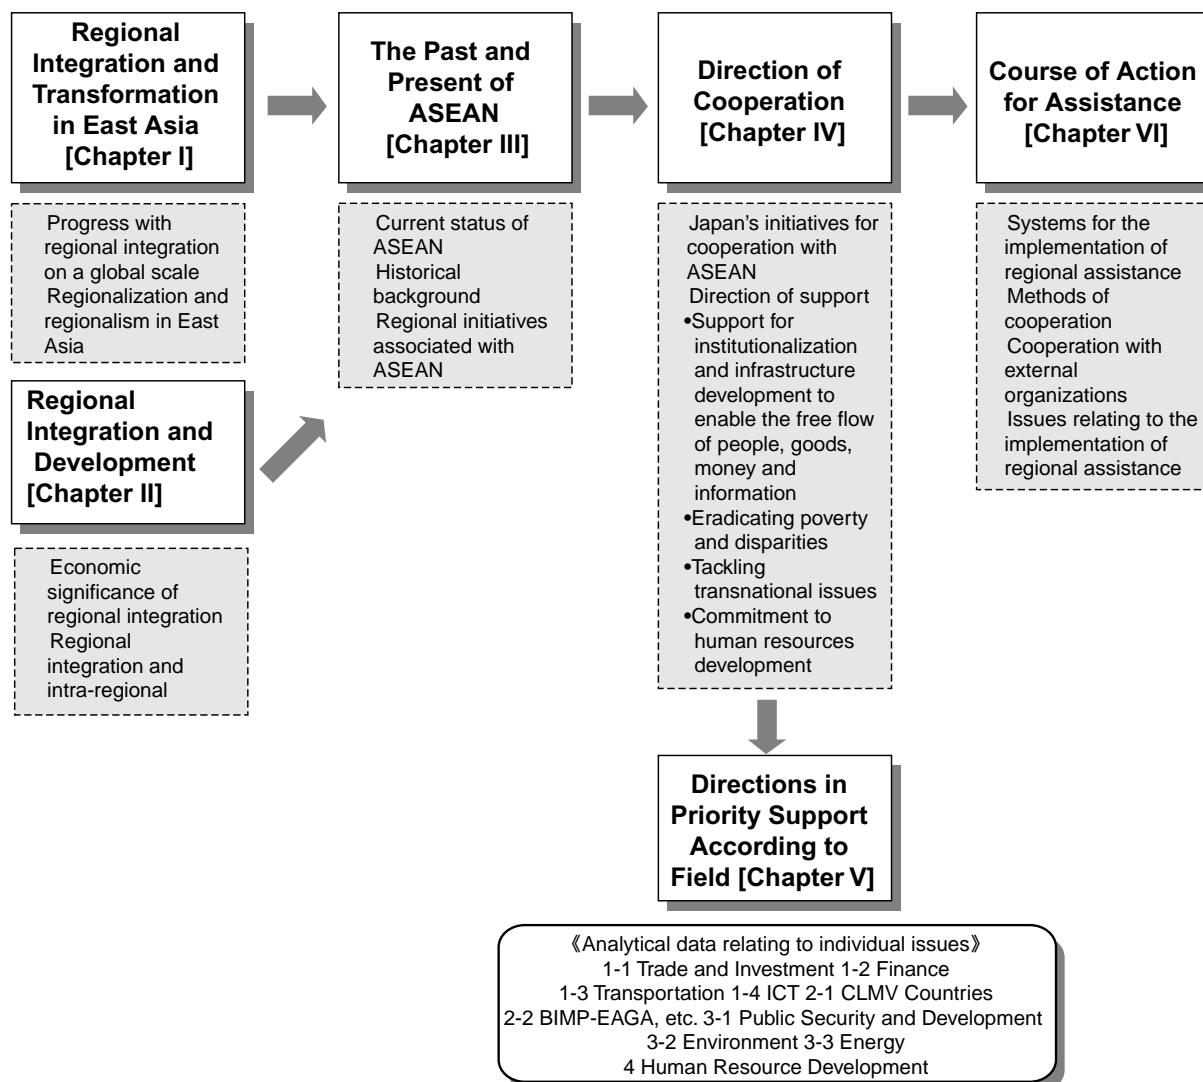 Regional
Integration and
Transformation
in East Asia
[Chapter I]
Progress with
regional integration
on a global scale
Regionalization and
regionalism in East
Asia
Regional
Integration and
Development
[Chapter II]
Economic
significance of
regional integration
Regional
integration and
intra-regional
The Past and
Present of
ASEAN
[Chapter III]
Current status of
ASEAN
Historical
background
Regional initiatives
associated with
ASEAN
Direction of
Cooperation
[Chapter IV]
Japan's initiatives for
cooperation with
ASEAN
Direction of support
•Support for
institutionalization
and infrastructure
development to
enable the free flow
of people, goods,
money and
information
•Eradicating poverty
and disparities
•Tackling
transnational issues
•Commitment to
human resources
development
Course of Action
for Assistance
[Chapter VI]
Systems for the
implementation of
regional assistance
Methods of
cooperation
Cooperation with
external
organizations
Issues relating to the
implementation of
regional assistance
Directions in
Priority Support
According to
Field [Chapter V]
《Analytical data relating to individual issues》
1-1 Trade and Investment 1-2 Finance
1-3 Transportation 1-4 ICT 2-1 CLMV Countries
2-2 BIMP-EAGA, etc. 3-1 Public Security and Development
3-2 Environment 3-3 Energy
4 Human Resource Development